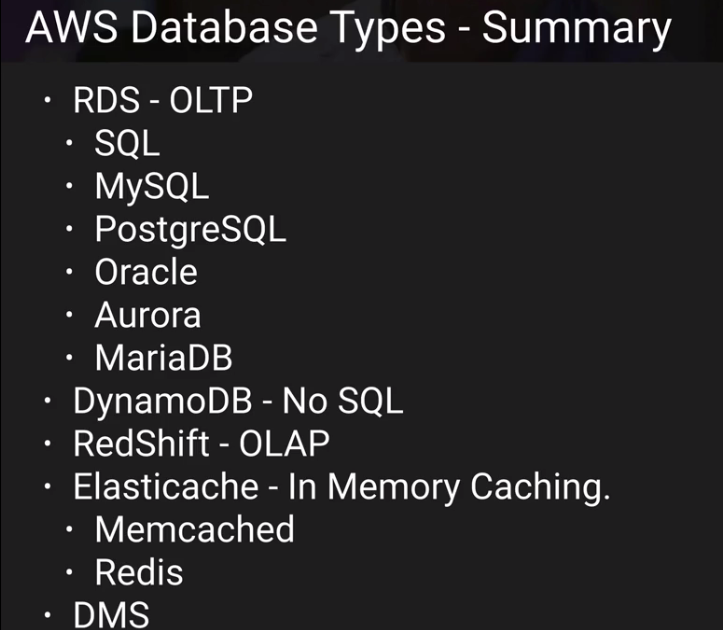 AWS Database Types - Summary
• RDS - OLTP
• SQL
• MySQL
• PostgreSQL
• Oracle
• Aurora
• MariaDB
• DynamoDB - No SQL
• RedShift - OLAP
• Elasticache - In Memory Caching.
• Memcached
• Redis
• DMS